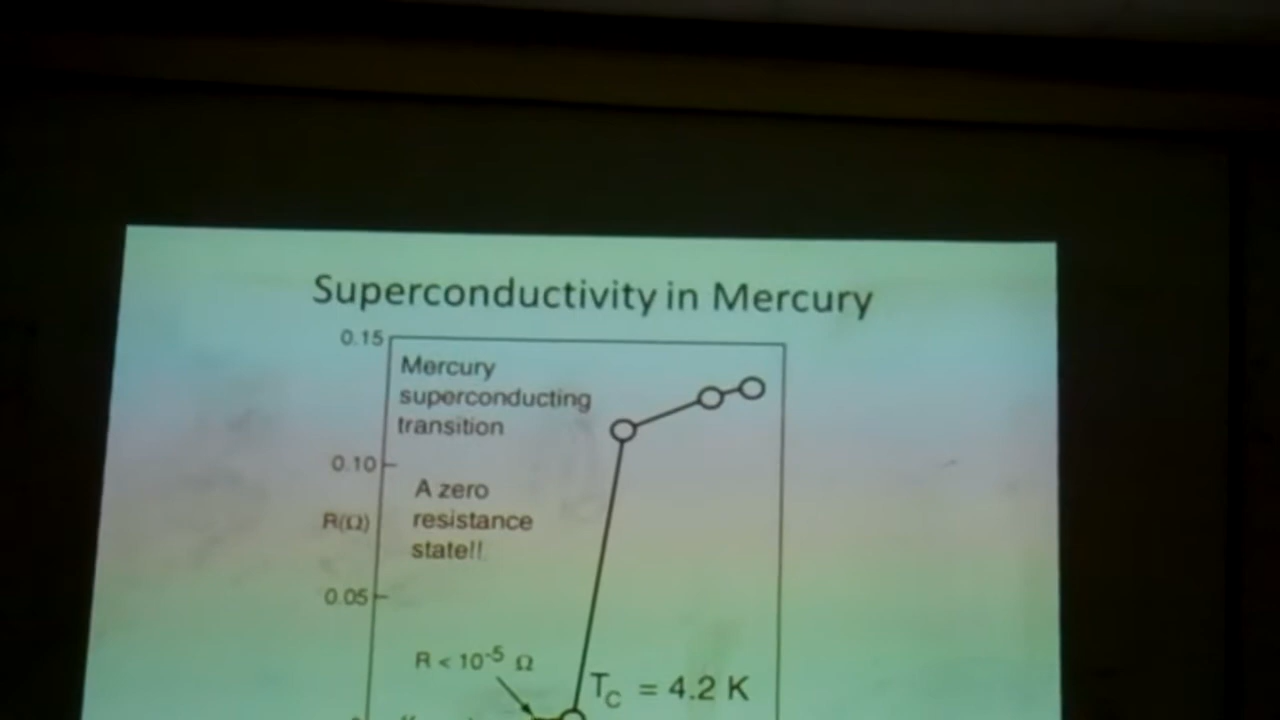 Superconductivity in Mercury
0.15
Mercury
superconducting
transition
0.10
A zero
resistance
state!!
R(Ω)
0.05
R < 10⁻⁵ Ω
T_C = 4.2 K